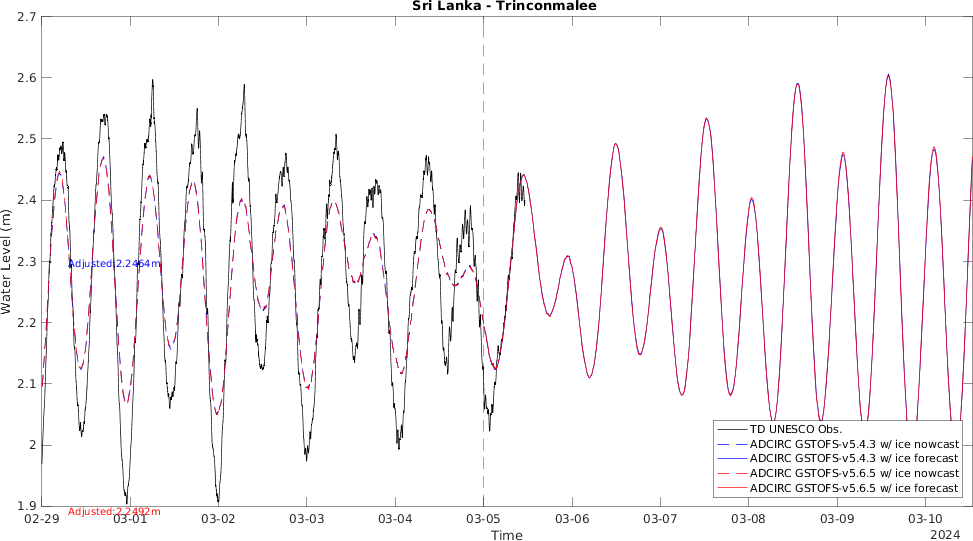 Sri Lanka - Trinconmalee
2.7
2.6
2.5
2.4
2.3
2.2
2.1
2
1.9
Water Level (m)
Adjusted:2.2464m
Adjusted:2.2492m
TD UNESCO Obs.
ADCIRC GSTOFS-v5.4.3 w/ ice nowcast
ADCIRC GSTOFS-v5.4.3 w/ ice forecast
ADCIRC GSTOFS-v5.6.5 w/ ice nowcast
ADCIRC GSTOFS-v5.6.5 w/ ice forecast
02-29 03-01 03-02 03-03 03-04 03-05 03-06 03-07 03-08 03-09 03-10
Time
2024